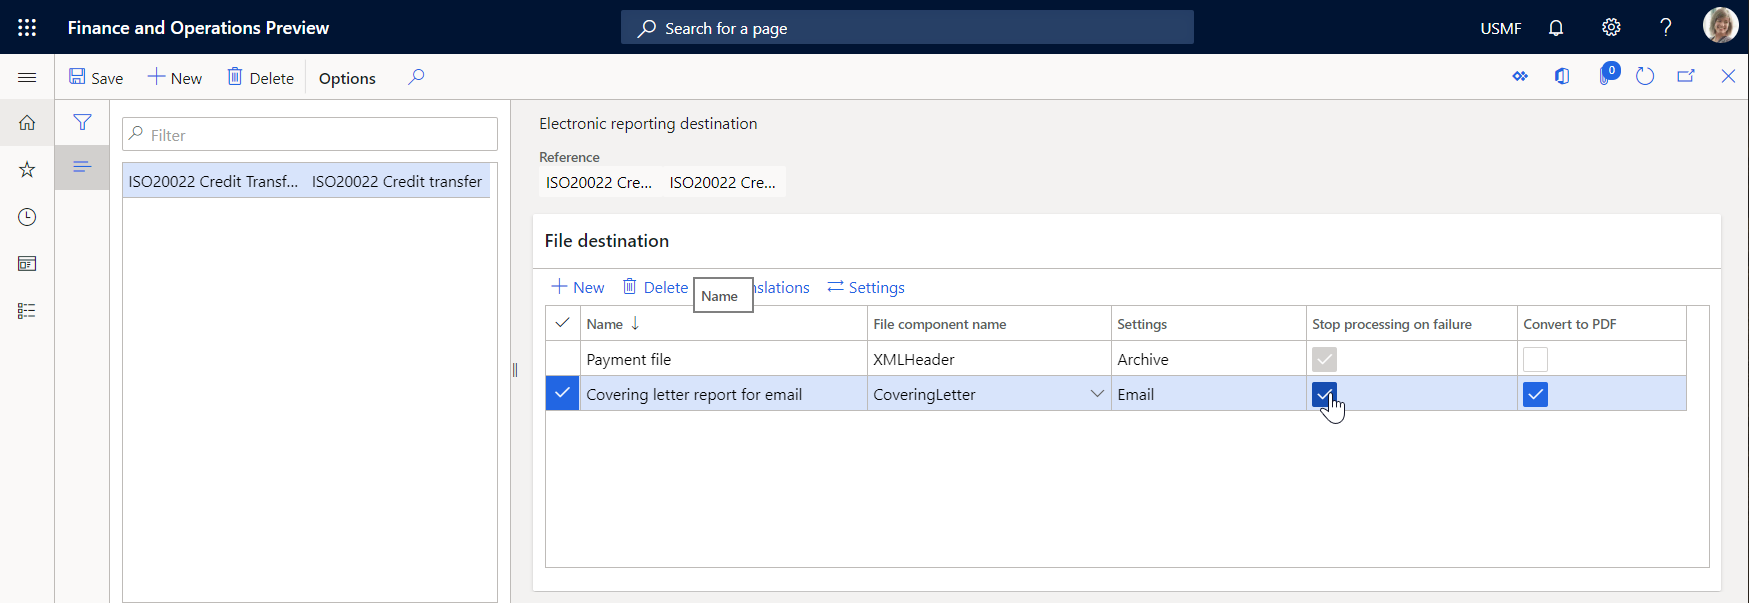 Finance and Operations Preview
Search for a page
USMF
Save
New
Delete
Options
0
Filter
ISO20022 Credit Transf... ISO20022 Credit transfer
Electronic reporting destination
Reference
ISO20022 Cre... ISO20022 Cre...
File destination
New
Delete
Name
nslations
Settings
Name File component name Settings Stop processing on failure Convert to PDF
Payment file XMLHeader Archive
Covering letter report for email CoveringLetter Email